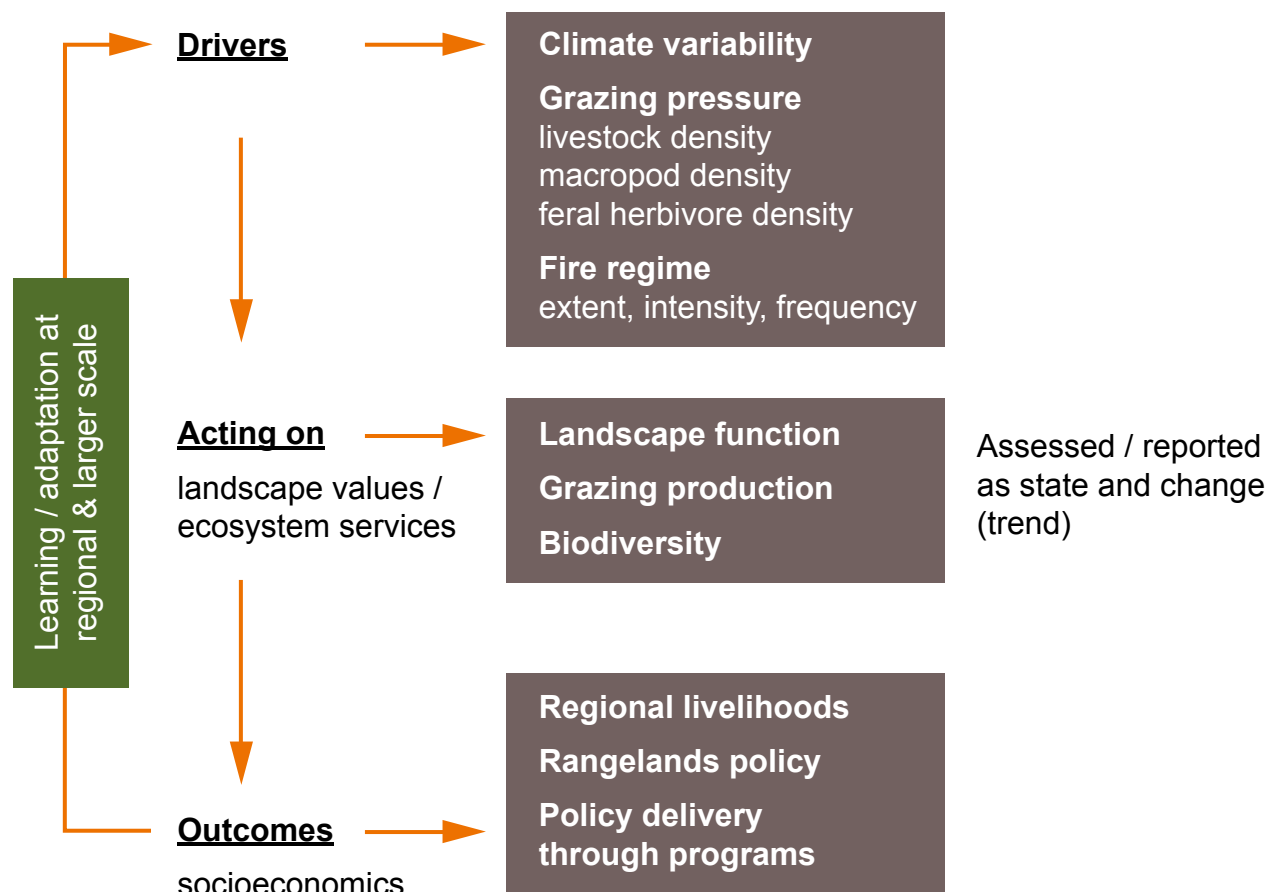 Drivers
Climate variability
Grazing pressure
livestock density
macropod density
feral herbivore density
Fire regime
extent, intensity, frequency
Learning / adaptation at
regional & larger scale
Acting on
landscape values /
ecosystem services
Landscape function
Grazing production
Biodiversity
Assessed / reported
as state and change
(trend)
Outcomes
socioeconomics
Regional livelihoods
Rangelands policy
Policy delivery
through programs